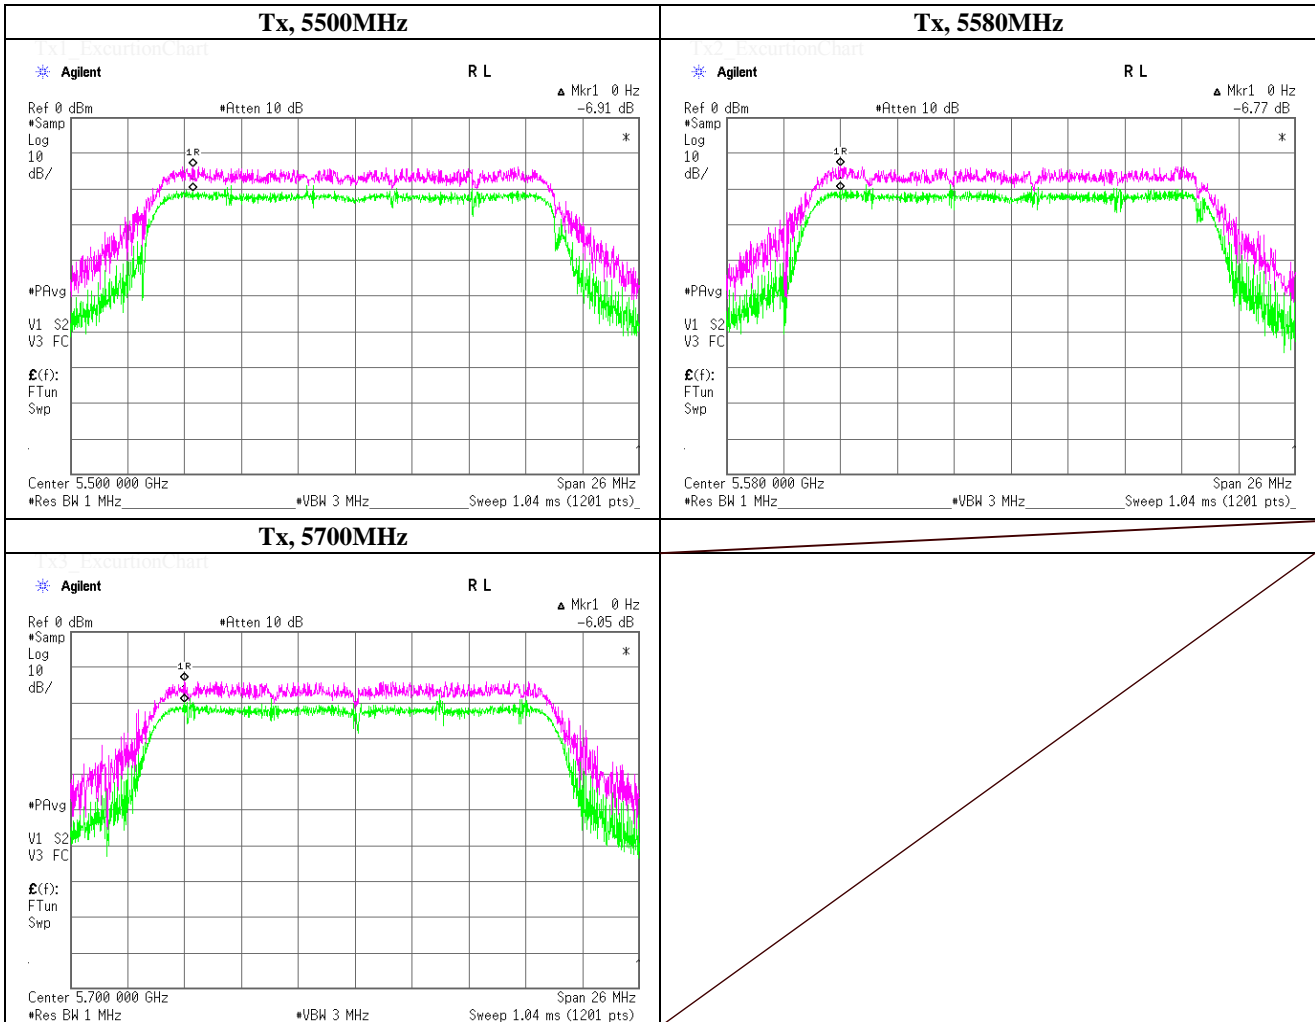 Tx, 5500MHz
Tx1_ExcurtionChart
Agilent
R L
Δ Mkr1 0 Hz
Ref 0 dBm #Atten 10 dB -6.91 dB
#Samp
Log
10
dB/
1R
*
#PAvg
V1 S2
V3 FC
£(f):
FTun
Swp
Center 5.500 000 GHz Span 26 MHz
#Res BW 1 MHz #VBW 3 MHz Sweep 1.04 ms (1201 pts)
Tx, 5580MHz
Tx2_ExcurtionChart
Agilent
R L
Δ Mkr1 0 Hz
Ref 0 dBm #Atten 10 dB -6.77 dB
#Samp
Log
10
dB/
1R
*
#PAvg
V1 S2
V3 FC
£(f):
FTun
Swp
Center 5.580 000 GHz Span 26 MHz
#Res BW 1 MHz #VBW 3 MHz Sweep 1.04 ms (1201 pts)
Tx, 5700MHz
Tx3_ExcurtionChart
Agilent
R L
Δ Mkr1 0 Hz
Ref 0 dBm #Atten 10 dB -6.05 dB
#Samp
Log
10
dB/
1R
*
#PAvg
V1 S2
V3 FC
£(f):
FTun
Swp
Center 5.700 000 GHz Span 26 MHz
#Res BW 1 MHz #VBW 3 MHz Sweep 1.04 ms (1201 pts)